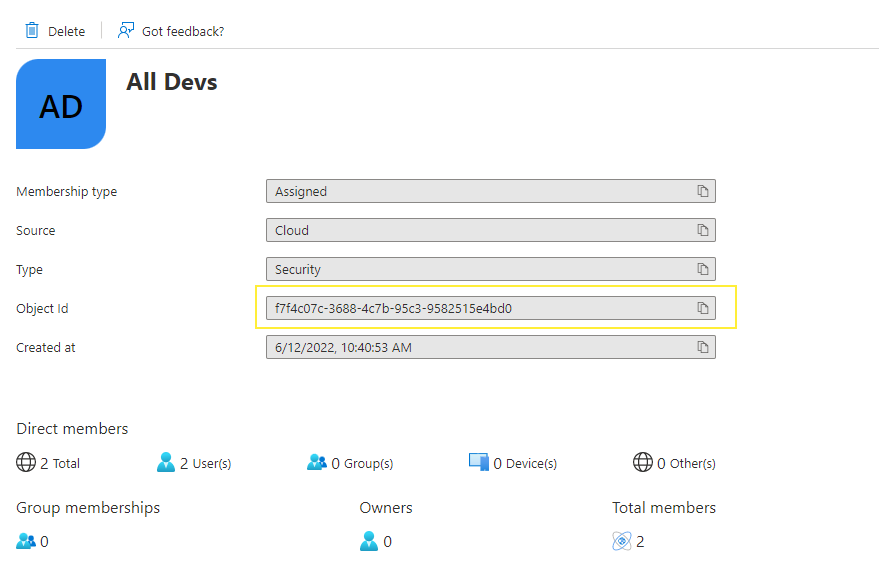 Delete Got feedback?
AD All Devs
Membership type Assigned
Source Cloud
Type Security
Object Id f7f4c07c-3688-4c7b-95c3-9582515e4bd0
Created at 6/12/2022, 10:40:53 AM
Direct members
2 Total 2 User(s) 0 Group(s) 0 Device(s) 0 Other(s)
Group memberships Owners Total members
0 0 2